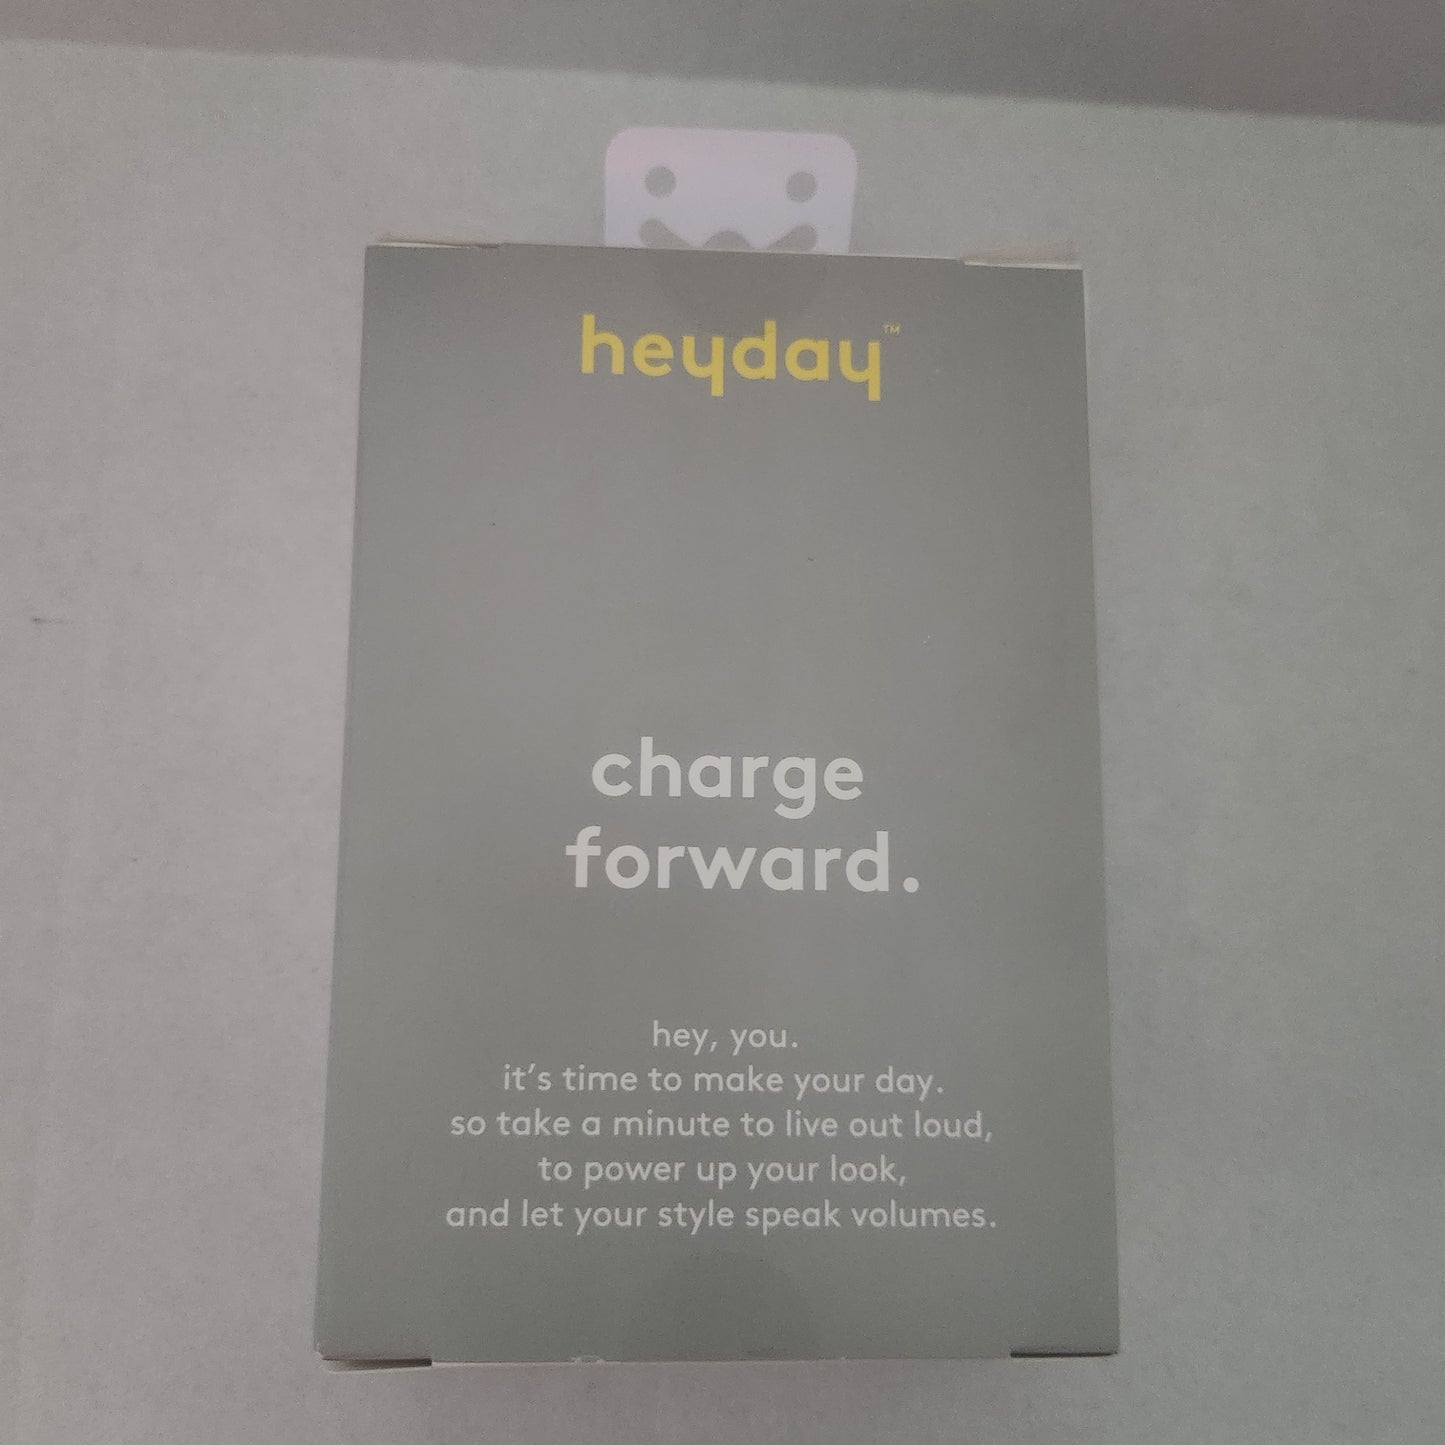 heyday™
charge
forward.
hey, you.
it's time to make your day.
so take a minute to live out loud,
to power up your look,
and let your style speak volumes.